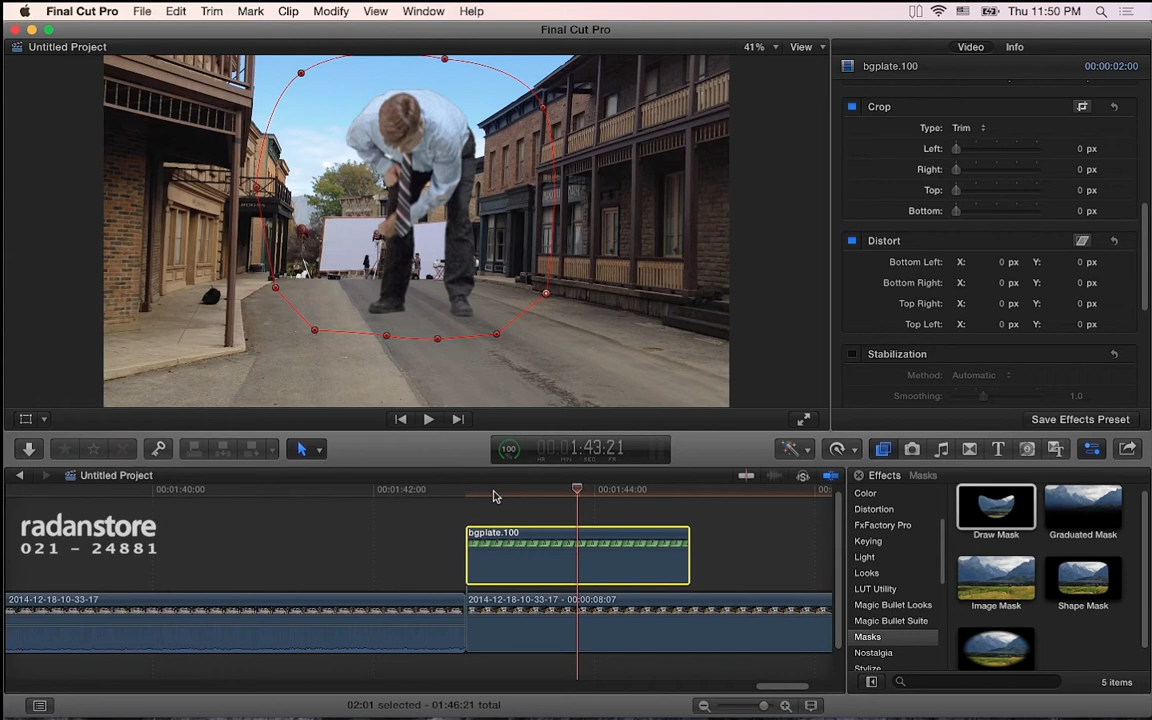 Final Cut Pro File Edit Trim Mark Clip Modify View Window Help Thu 11:50 PM
Final Cut Pro
Untitled Project 41% View Video Info
bgplate.100 00:00:02:00
Crop
Type: Trim
Left: 0 px
Right: 0 px
Top: 0 px
Bottom: 0 px
Distort
Bottom Left: X: 0 px Y: 0 px
Bottom Right: X: 0 px Y: 0 px
Top Right: X: 0 px Y: 0 px
Top Left: X: 0 px Y: 0 px
Stabilization
Method: Automatic
Smoothing: 1.0
Save Effects Preset
100 1:43:21
Untitled Project
00:01:40:00 00:01:42:00 00:01:44:00 00:
radanstore
021 - 24881
bgplate.100
2014-12-18-10-33-17 2014-12-18-10-33-17 - 00:00:08:07
Effects Masks
Color
Distortion
FxFactory Pro
Keying
Light
Looks
LUT Utility
Magic Bullet Looks
Magic Bullet Suite
Masks
Nostalgia
Stylize
Draw Mask Graduated Mask
Image Mask Shape Mask
5 items
02:01 selected - 01:46:21 total